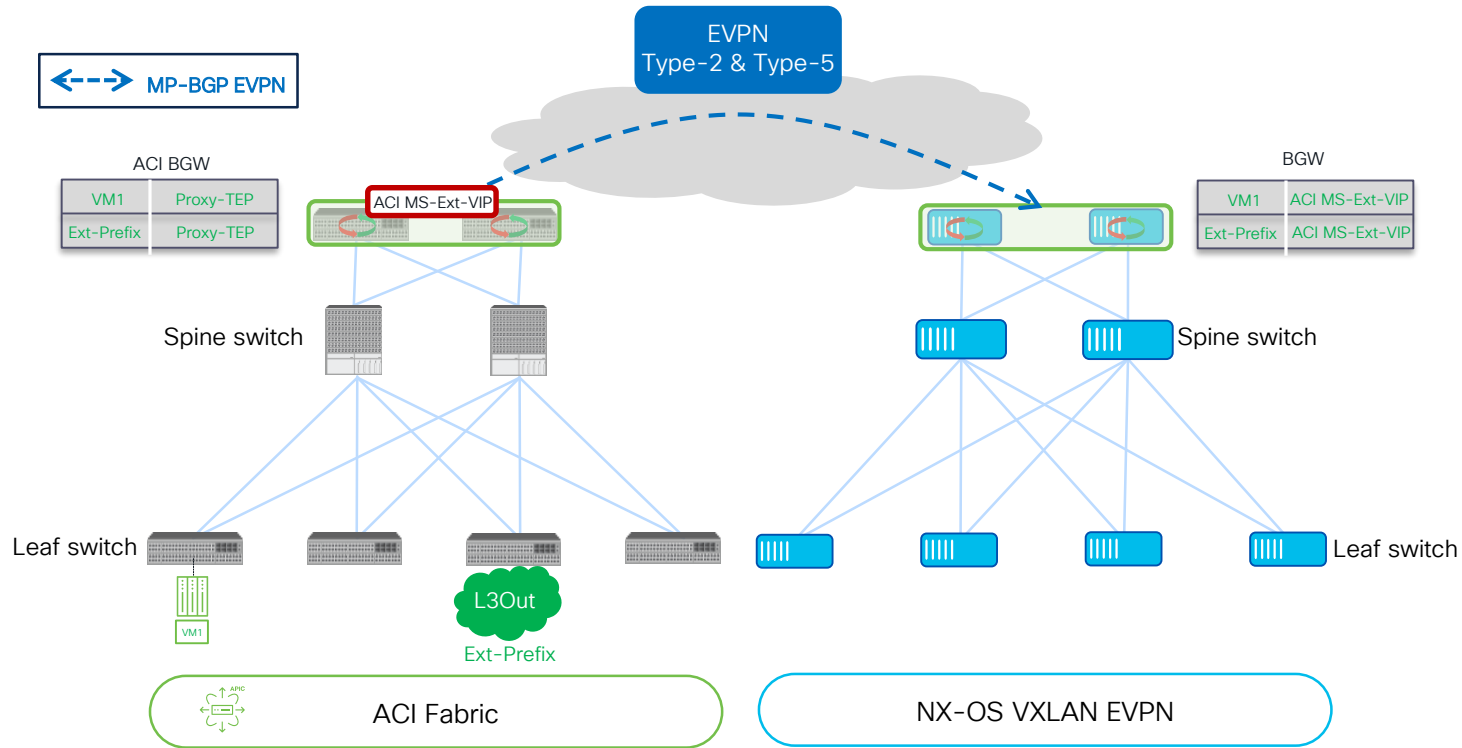 EVPN
Type-2 & Type-5
MP-BGP EVPN
ACI BGW
VM1 Proxy-TEP
Ext-Prefix Proxy-TEP
ACI MS-Ext-VIP
BGW
VM1 ACI MS-Ext-VIP
Ext-Prefix ACI MS-Ext-VIP
Spine switch
Spine switch
Leaf switch
Leaf switch
L3Out
VM1
Ext-Prefix
APIC
ACI Fabric
NX-OS VXLAN EVPN